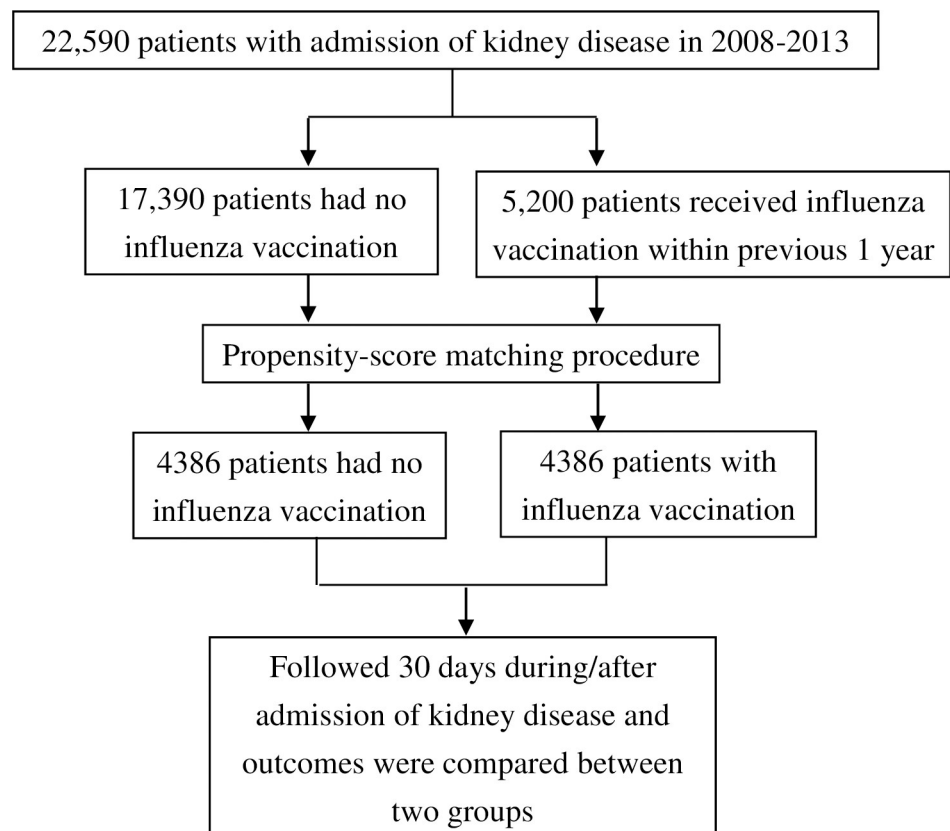 22,590 patients with admission of kidney disease in 2008-2013
17,390 patients had no
influenza vaccination
5,200 patients received influenza
vaccination within previous 1 year
Propensity-score matching procedure
4386 patients had no
influenza vaccination
4386 patients with
influenza vaccination
Followed 30 days during/after
admission of kidney disease and
outcomes were compared between
two groups